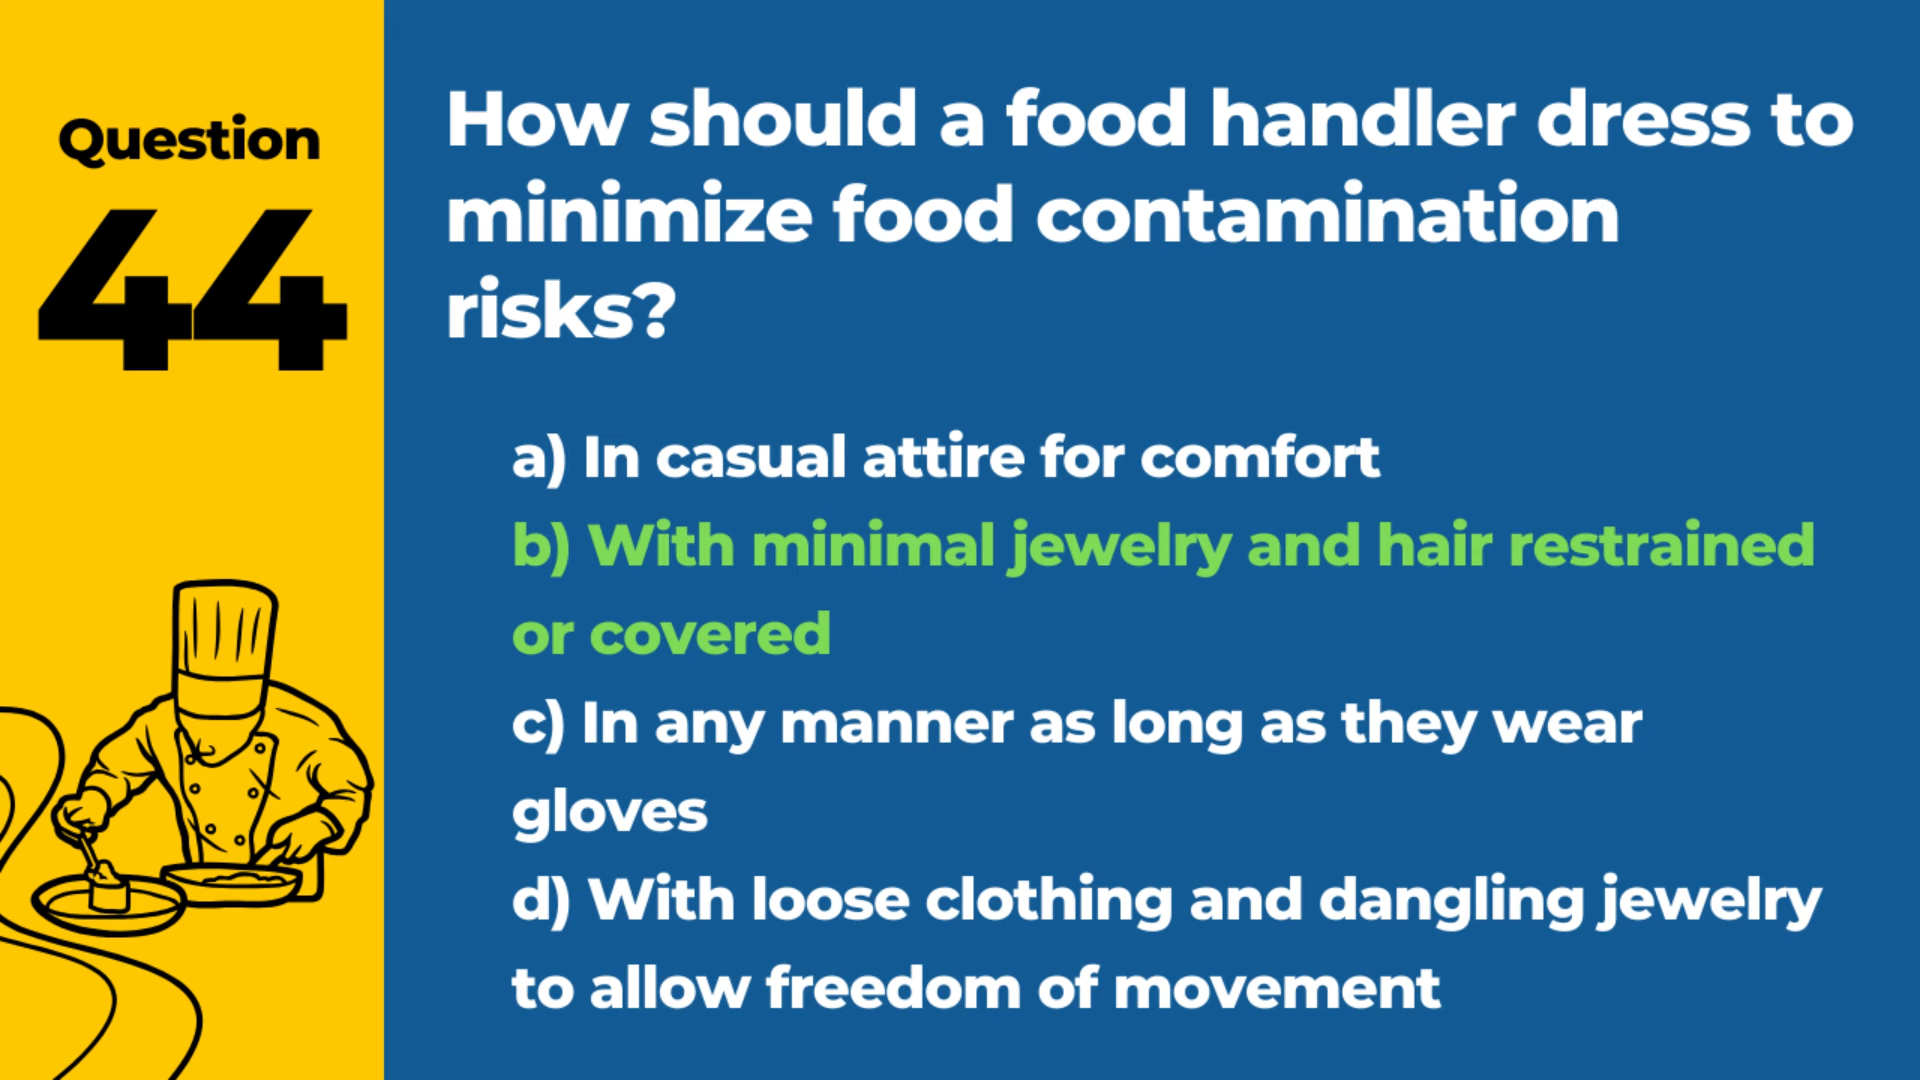 Question
44
How should a food handler dress to
minimize food contamination
risks?
a) In casual attire for comfort
b) With minimal jewelry and hair restrained
or covered
c) In any manner as long as they wear
gloves
d) With loose clothing and dangling jewelry
to allow freedom of movement